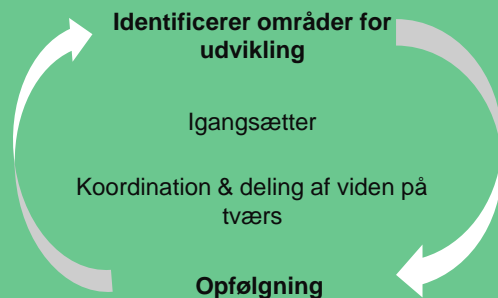 Identificerer områder for
udvikling
Igangsætter
Koordination & deling af viden på
tværs
Opfølgning